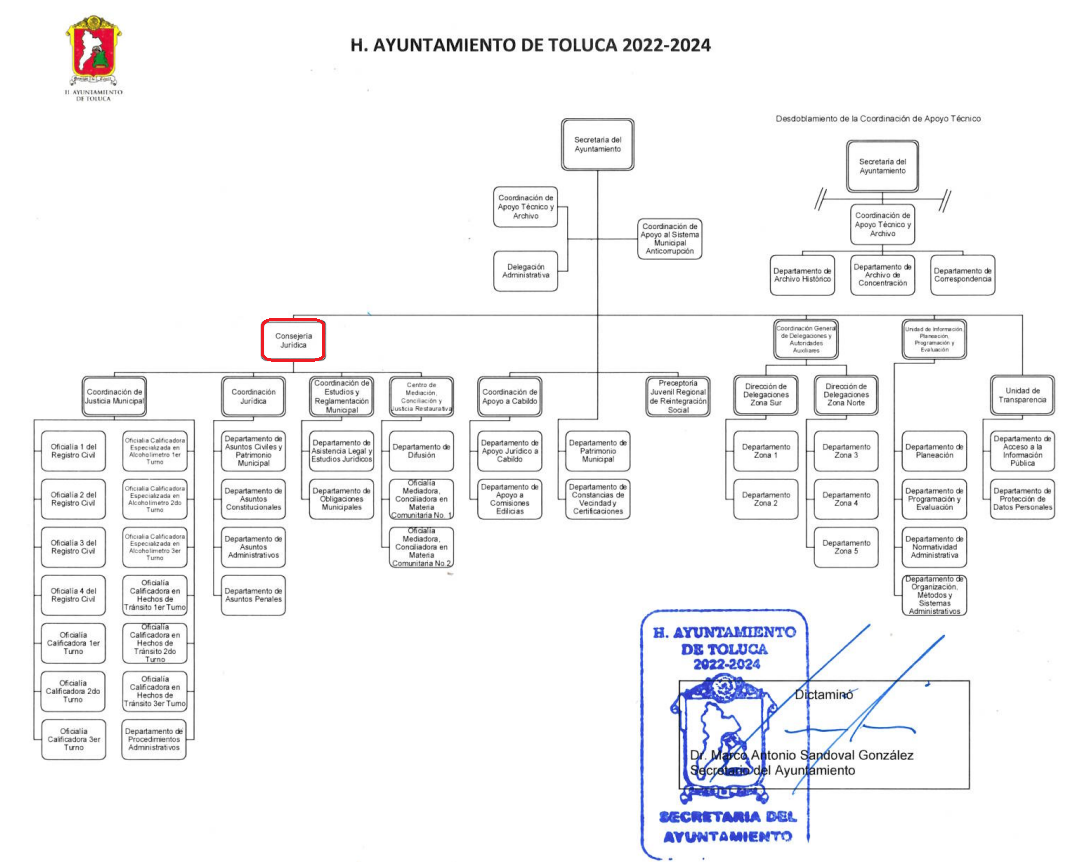 H. AYUNTAMIENTO DE TOLUCA 2022-2024
H. AYUNTAMIENTO
DE TOLUCA
Desdoblamiento de la Coordinación de Apoyo Técnico
Secretaría del
Ayuntamiento
Secretaría del
Ayuntamiento
Coordinación de
Apoyo Técnico y
Archivo
Coordinación de
Apoyo al Sistema
Municipal
Anticorrupción
Delegación
Administrativa
Coordinación de
Apoyo Técnico y
Archivo
Departamento de
Archivo Histórico
Departamento de
Archivo de
Concentración
Departamento de
Correspondencia
Consejería
Jurídica
Coordinación General
de Delegaciones y
Autoridades
Auxiliares
Unidad de Información,
Planeación,
Programación y
Evaluación
Coordinación de
Justicia Municipal
Coordinación
Jurídica
Coordinación de
Estudios y
Reglamentación
Municipal
Centro de
Mediación,
Conciliación y
Justicia Restaurativa
Coordinación de
Apoyo a Cabildo
Preceptoría
Juvenil Regional
de Reintegración
Social
Dirección de
Delegaciones
Zona Sur
Dirección de
Delegaciones
Zona Norte
Unidad de
Transparencia
Oficialía 1 del
Registro Civil
Oficialía 2 del
Registro Civil
Oficialía 3 del
Registro Civil
Oficialía 4 del
Registro Civil
Oficialía
Calificadora 1er
Turno
Oficialía
Calificadora 2do
Turno
Oficialía
Calificadora 3er
Turno
Oficialía Calificadora
Especializada en
Alcoholímetro 1er
Turno
Oficialía Calificadora
Especializada en
Alcoholímetro 2do
Turno
Oficialía Calificadora
Especializada en
Alcoholímetro 3er
Turno
Oficialía
Calificadora en
Hechos de
Tránsito 1er Turno
Oficialía
Calificadora en
Hechos de
Tránsito 2do
Turno
Oficialía
Calificadora en
Hechos de
Tránsito 3er Turno
Departamento de
Procedimientos
Administrativos
Departamento de
Asuntos Civiles y
Patrimonio
Municipal
Departamento de
Asuntos
Constitucionales
Departamento de
Asuntos
Administrativos
Departamento de
Asuntos Penales
Departamento de
Asistencia Legal y
Estudios Jurídicos
Departamento de
Obligaciones
Municipales
Departamento de
Difusión
Oficialía
Mediadora,
Conciliadora en
Materia
Comunitaria No. 1
Oficialía
Mediadora,
Conciliadora en
Materia
Comunitaria No.2
Departamento de
Apoyo Jurídico a
Cabildo
Departamento de
Apoyo a
Comisiones
Edilicias
Departamento de
Patrimonio
Municipal
Departamento de
Constancias de
Vecindad y
Certificaciones
Departamento
Zona 1
Departamento
Zona 2
Departamento
Zona 3
Departamento
Zona 4
Departamento
Zona 5
Departamento de
Planeación
Departamento de
Programación y
Evaluación
Departamento de
Normatividad
Administrativa
Departamento de
Organización,
Métodos y
Sistemas
Administrativos
Departamento de
Acceso a la
Información
Pública
Departamento de
Protección de
Datos Personales
H. AYUNTAMIENTO
DE TOLUCA
2022-2024
Dictaminó
Dr. Marco Antonio Sandoval González
Secretario del Ayuntamiento
SECRETARIA DEL
AYUNTAMIENTO